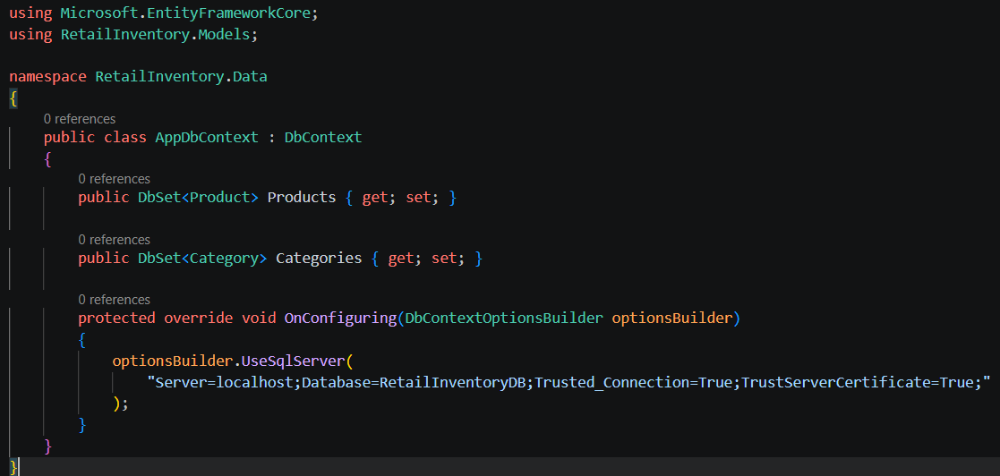 using Microsoft.EntityFrameworkCore;
using RetailInventory.Models;
namespace RetailInventory.Data
{
0 references
public class AppDbContext : DbContext
{
0 references
public DbSet<Product> Products { get; set; }
0 references
public DbSet<Category> Categories { get; set; }
0 references
protected override void OnConfiguring(DbContextOptionsBuilder optionsBuilder)
{
optionsBuilder.UseSqlServer(
"Server=localhost;Database=RetailInventoryDB;Trusted_Connection=True;TrustServerCertificate=True;"
);
}
}
}